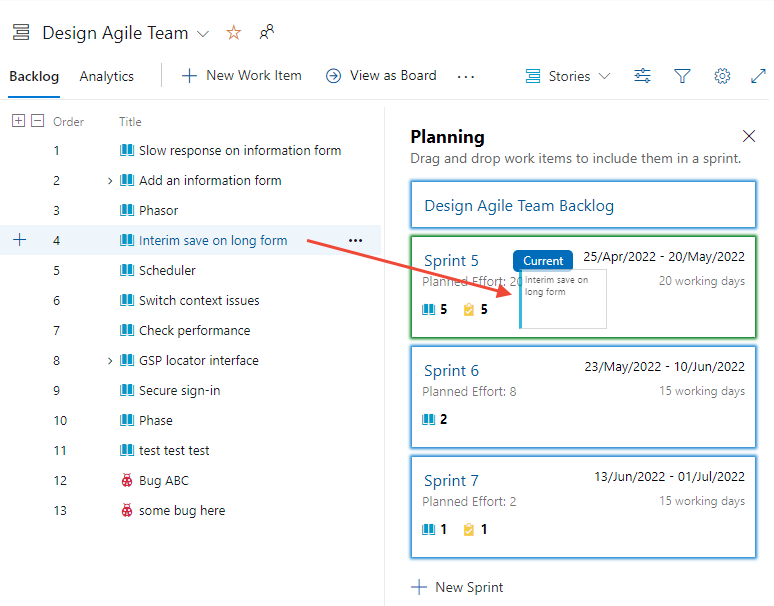 Design Agile Team
Backlog Analytics New Work Item View as Board ... Stories
Order Title
1 Slow response on information form
2 Add an information form
3 Phasor
4 Interim save on long form ...
5 Scheduler
6 Switch context issues
7 Check performance
8 GSP locator interface
9 Secure sign-in
10 Phase
11 test test test
12 Bug ABC
13 some bug here
Planning
Drag and drop work items to include them in a sprint.
Design Agile Team Backlog
Sprint 5 Current 25/Apr/2022 - 20/May/2022
Planned Effort: 20 20 working days
Interim save on
long form
5 5
Sprint 6 23/May/2022 - 10/Jun/2022
Planned Effort: 8 15 working days
2
Sprint 7 13/Jun/2022 - 01/Jul/2022
Planned Effort: 2 15 working days
1 1
New Sprint